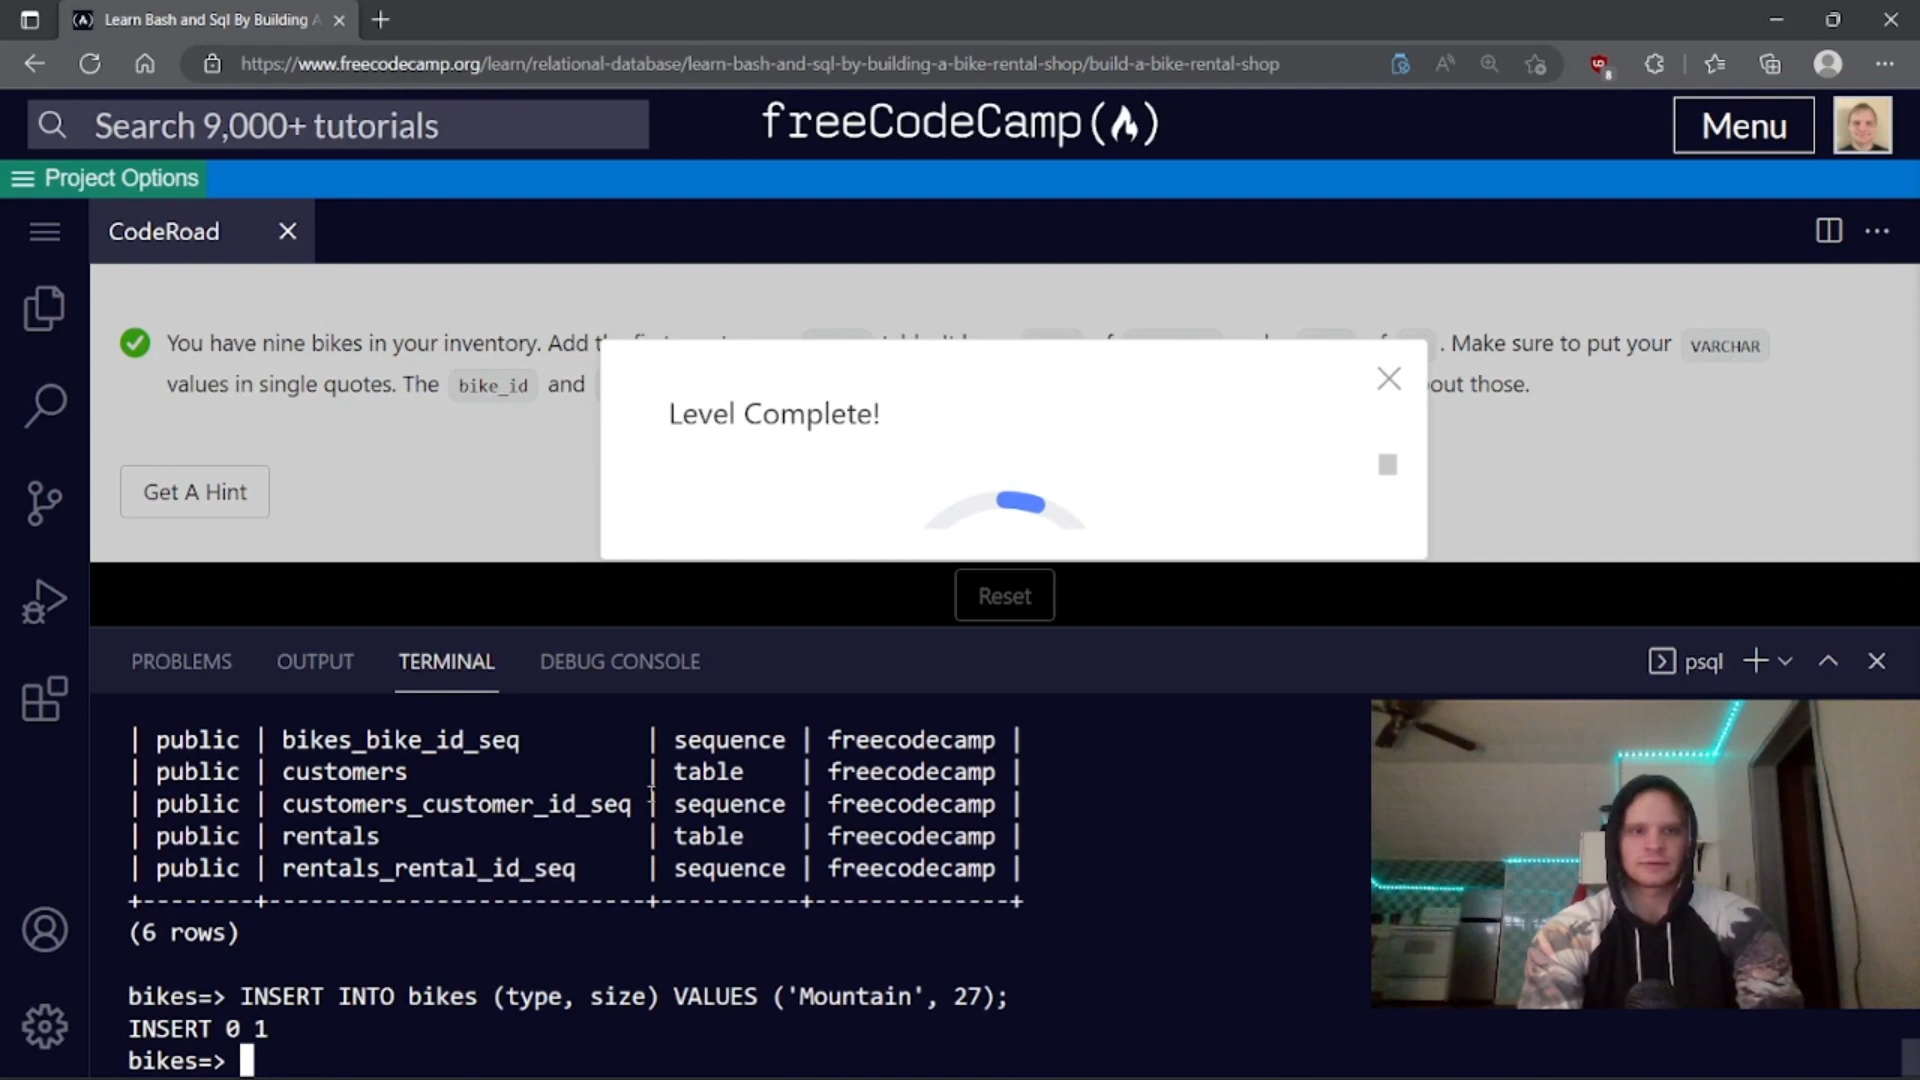 Learn Bash and Sql By Building A
https://www.freecodecamp.org/learn/relational-database/learn-bash-and-sql-by-building-a-bike-rental-shop/build-a-bike-rental-shop
8
Search 9,000+ tutorials
freeCodeCamp
Menu
Project Options
CodeRoad
You have nine bikes in your inventory. Add t . Make sure to put your VARCHAR
values in single quotes. The bike_id and out those.
Level Complete!
Get A Hint
Reset
PROBLEMS OUTPUT TERMINAL DEBUG CONSOLE
psql
| public | bikes_bike_id_seq | sequence | freecodecamp |
| public | customers | table | freecodecamp |
| public | customers_customer_id_seq | sequence | freecodecamp |
| public | rentals | table | freecodecamp |
| public | rentals_rental_id_seq | sequence | freecodecamp |
+--------+---------------------------+----------+--------------+
(6 rows)
bikes=> INSERT INTO bikes (type, size) VALUES ('Mountain', 27);
INSERT 0 1
bikes=>